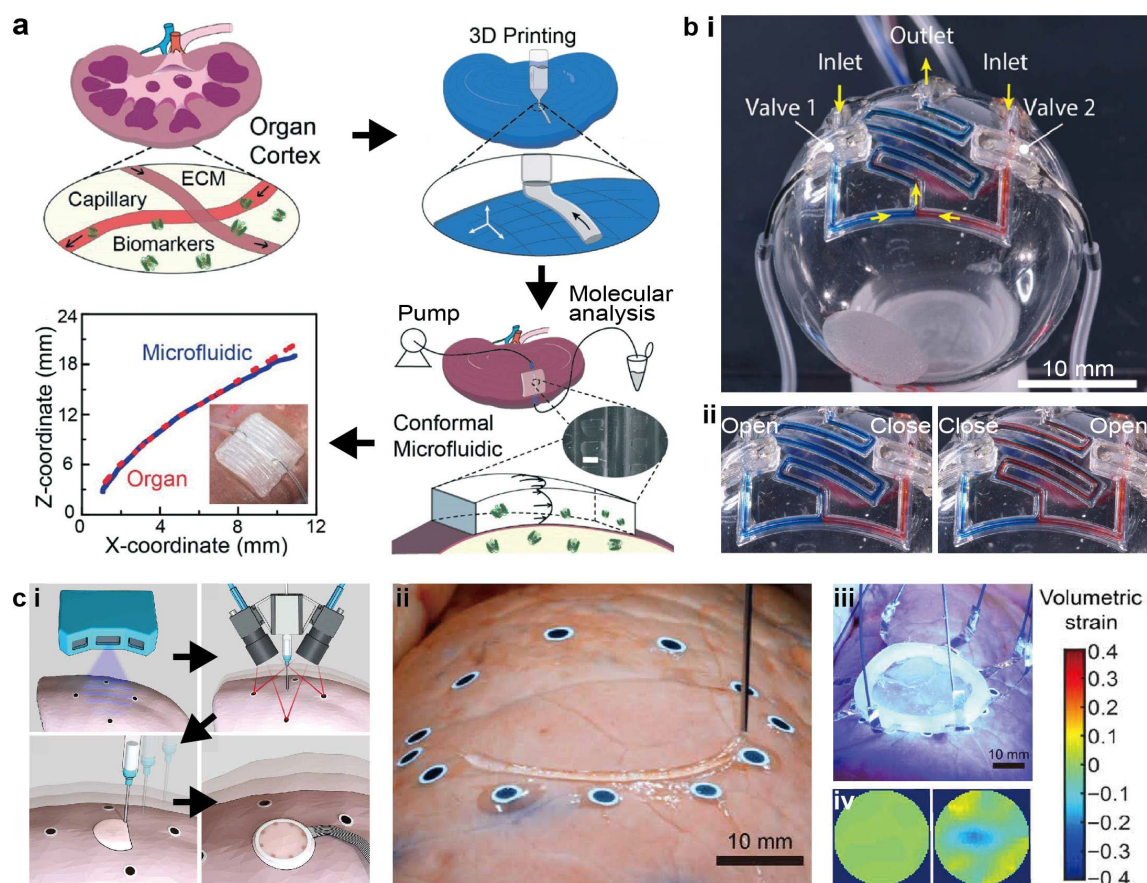 a
Organ
Cortex
ECM
Capillary
Biomarkers
3D Printing
Pump
Molecular
analysis
Conformal
Microfluidic
24
18
12
6
0
Z-coordinate (mm)
Microfluidic
Organ
0
4
8
12
X-coordinate (mm)
b i
Outlet
Inlet
Inlet
Valve 1
Valve 2
10 mm
ii
Open
Close
Close
Open
c i
ii
10 mm
iii
10 mm
iv
Volumetric
strain
0.4
0.3
0.2
0.1
0
−0.1
−0.2
−0.3
−0.4